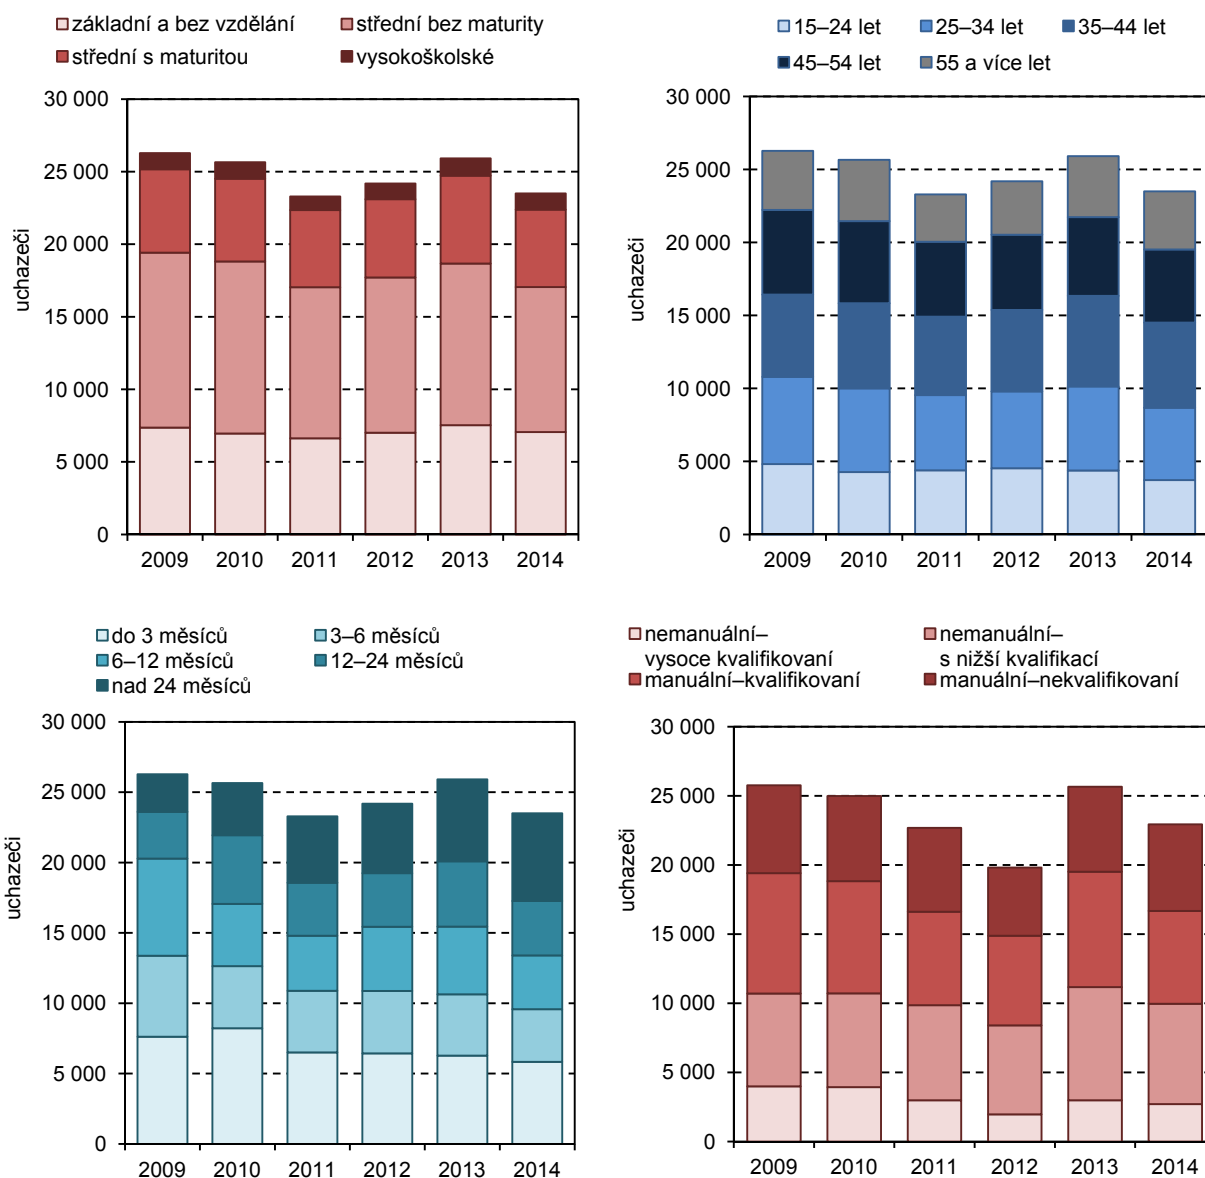 základní a bez vzdělání
střední bez maturity
střední s maturitou
vysokoškolské
30 000
25 000
20 000
15 000
10 000
5 000
0
uchazeči
2009 2010 2011 2012 2013 2014
15–24 let
25–34 let
35–44 let
45–54 let
55 a více let
30 000
25 000
20 000
15 000
10 000
5 000
0
uchazeči
2009 2010 2011 2012 2013 2014
do 3 měsíců
3–6 měsíců
6–12 měsíců
12–24 měsíců
nad 24 měsíců
30 000
25 000
20 000
15 000
10 000
5 000
0
uchazeči
2009 2010 2011 2012 2013 2014
nemanuální–
vysoce kvalifikovaní
nemanuální–
s nižší kvalifikací
manuální–kvalifikovaní
manuální–nekvalifikovaní
30 000
25 000
20 000
15 000
10 000
5 000
0
uchazeči
2009 2010 2011 2012 2013 2014